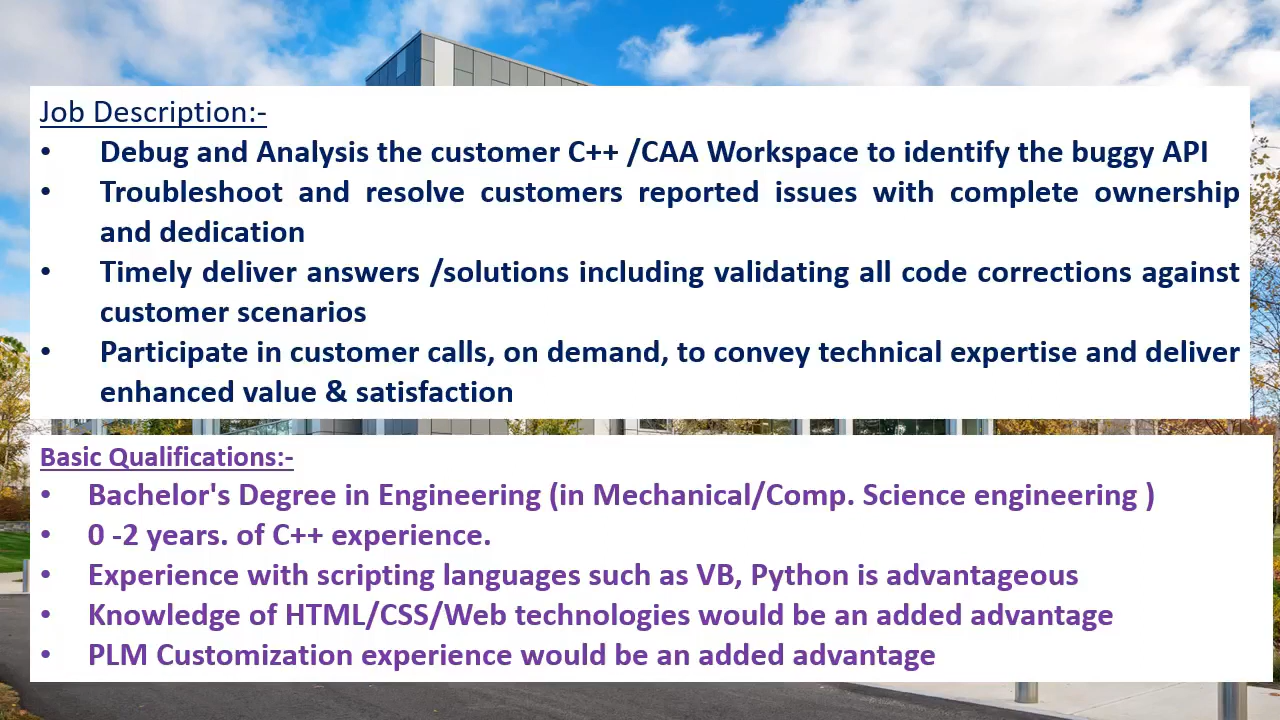 Job Description:-
• Debug and Analysis the customer C++ /CAA Workspace to identify the buggy API
• Troubleshoot and resolve customers reported issues with complete ownership
and dedication
• Timely deliver answers /solutions including validating all code corrections against
customer scenarios
• Participate in customer calls, on demand, to convey technical expertise and deliver
enhanced value & satisfaction
Basic Qualifications:-
• Bachelor's Degree in Engineering (in Mechanical/Comp. Science engineering )
• 0 -2 years. of C++ experience.
• Experience with scripting languages such as VB, Python is advantageous
• Knowledge of HTML/CSS/Web technologies would be an added advantage
• PLM Customization experience would be an added advantage